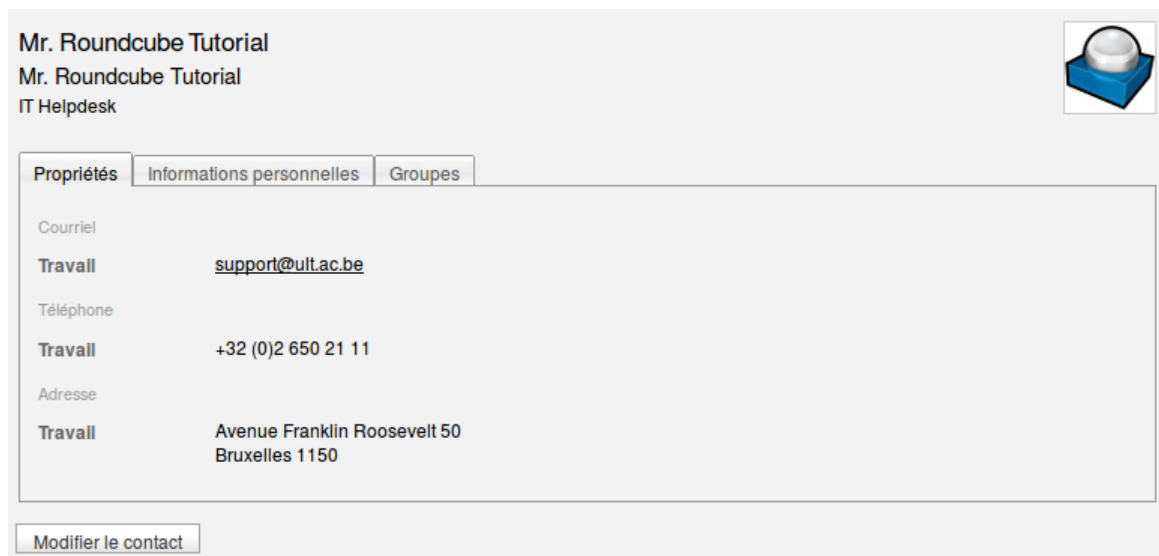 Mr. Roundcube Tutorial
Mr. Roundcube Tutorial
IT Helpdesk
Propriétés Informations personnelles Groupes
Courriel
Travail support@ult.ac.be
Téléphone
Travail +32 (0)2 650 21 11
Adresse
Travail Avenue Franklin Roosevelt 50
Bruxelles 1150
Modifier le contact